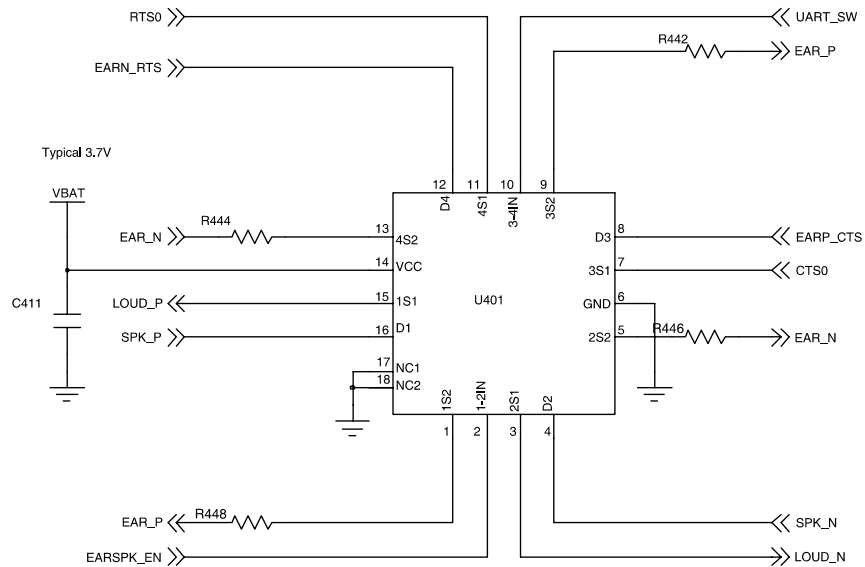 RTS0
UART_SW
R442
EAR_P
EARN_RTS
Typical 3.7V
VBAT
12
11
10
9
D4
4S1
3-4IN
3S2
R444
EAR_N
13
4S2
D3
8
EARP_CTS
14
VCC
3S1
7
CTS0
C411
LOUD_P
15
1S1
U401
GND
6
SPK_P
16
D1
2S2
5
R446
EAR_N
17
NC1
18
NC2
1S2
1-2IN
2S1
D2
1
2
3
4
EAR_P
R448
SPK_N
EARSPK_EN
LOUD_N